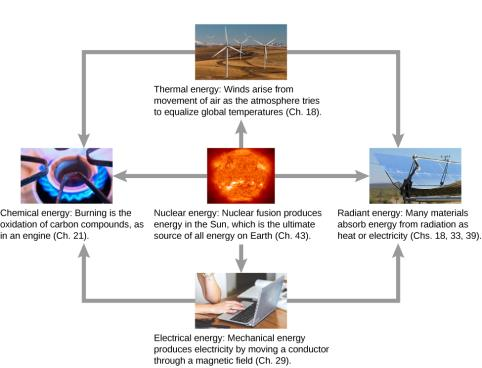 Thermal energy: Winds arise from
movement of air as the atmosphere tries
to equalize global temperatures (Ch. 18).
Chemical energy: Burning is the
oxidation of carbon compounds, as
in an engine (Ch. 21).
Nuclear energy: Nuclear fusion produces
energy in the Sun, which is the ultimate
source of all energy on Earth (Ch. 43).
Radiant energy: Many materials
absorb energy from radiation as
heat or electricity (Chs. 18, 33, 39).
Electrical energy: Mechanical energy
produces electricity by moving a conductor
through a magnetic field (Ch. 29).